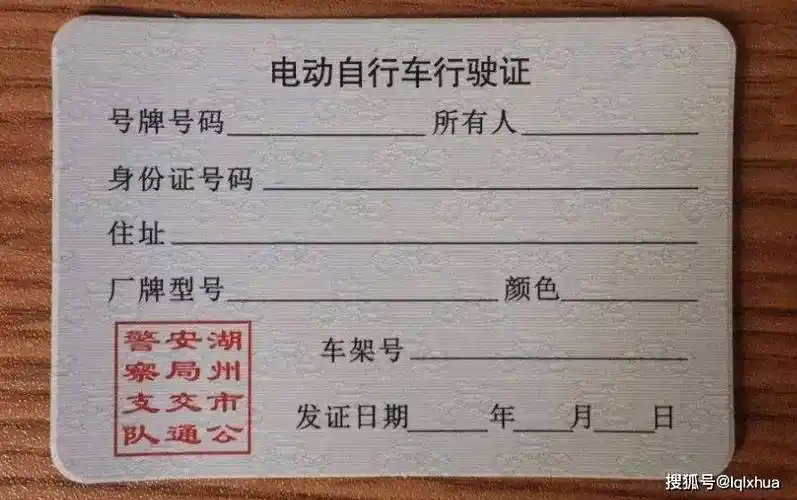 电动自行车行驶证
号牌号码 所有人
身份证号码
住址
厂牌型号 颜色
车架号
发证日期 年 月 日
湖州市公
安局交通
警察支队
搜狐号@lqlxhua